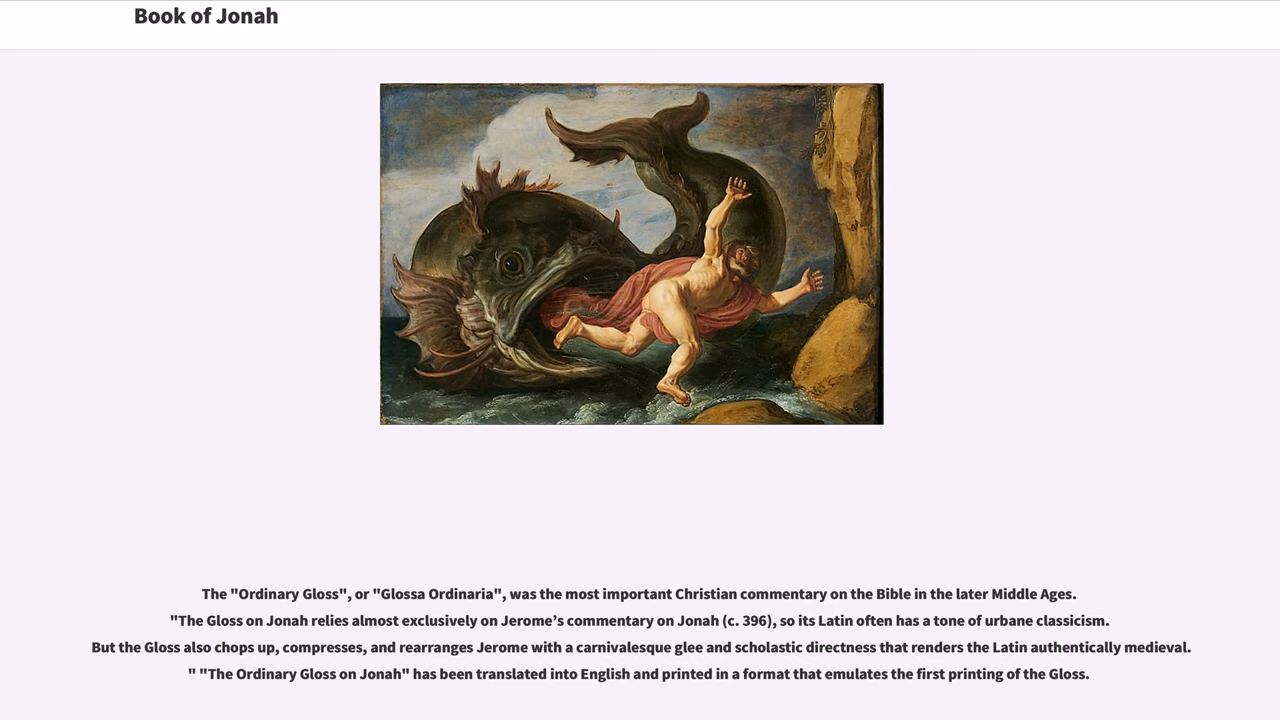 Book of Jonah
The "Ordinary Gloss", or "Glossa Ordinaria", was the most important Christian commentary on the Bible in the later Middle Ages.
"The Gloss on Jonah relies almost exclusively on Jerome’s commentary on Jonah (c. 396), so its Latin often has a tone of urbane classicism.
But the Gloss also chops up, compresses, and rearranges Jerome with a carnivalesque glee and scholastic directness that renders the Latin authentically medieval.
" "The Ordinary Gloss on Jonah" has been translated into English and printed in a format that emulates the first printing of the Gloss.